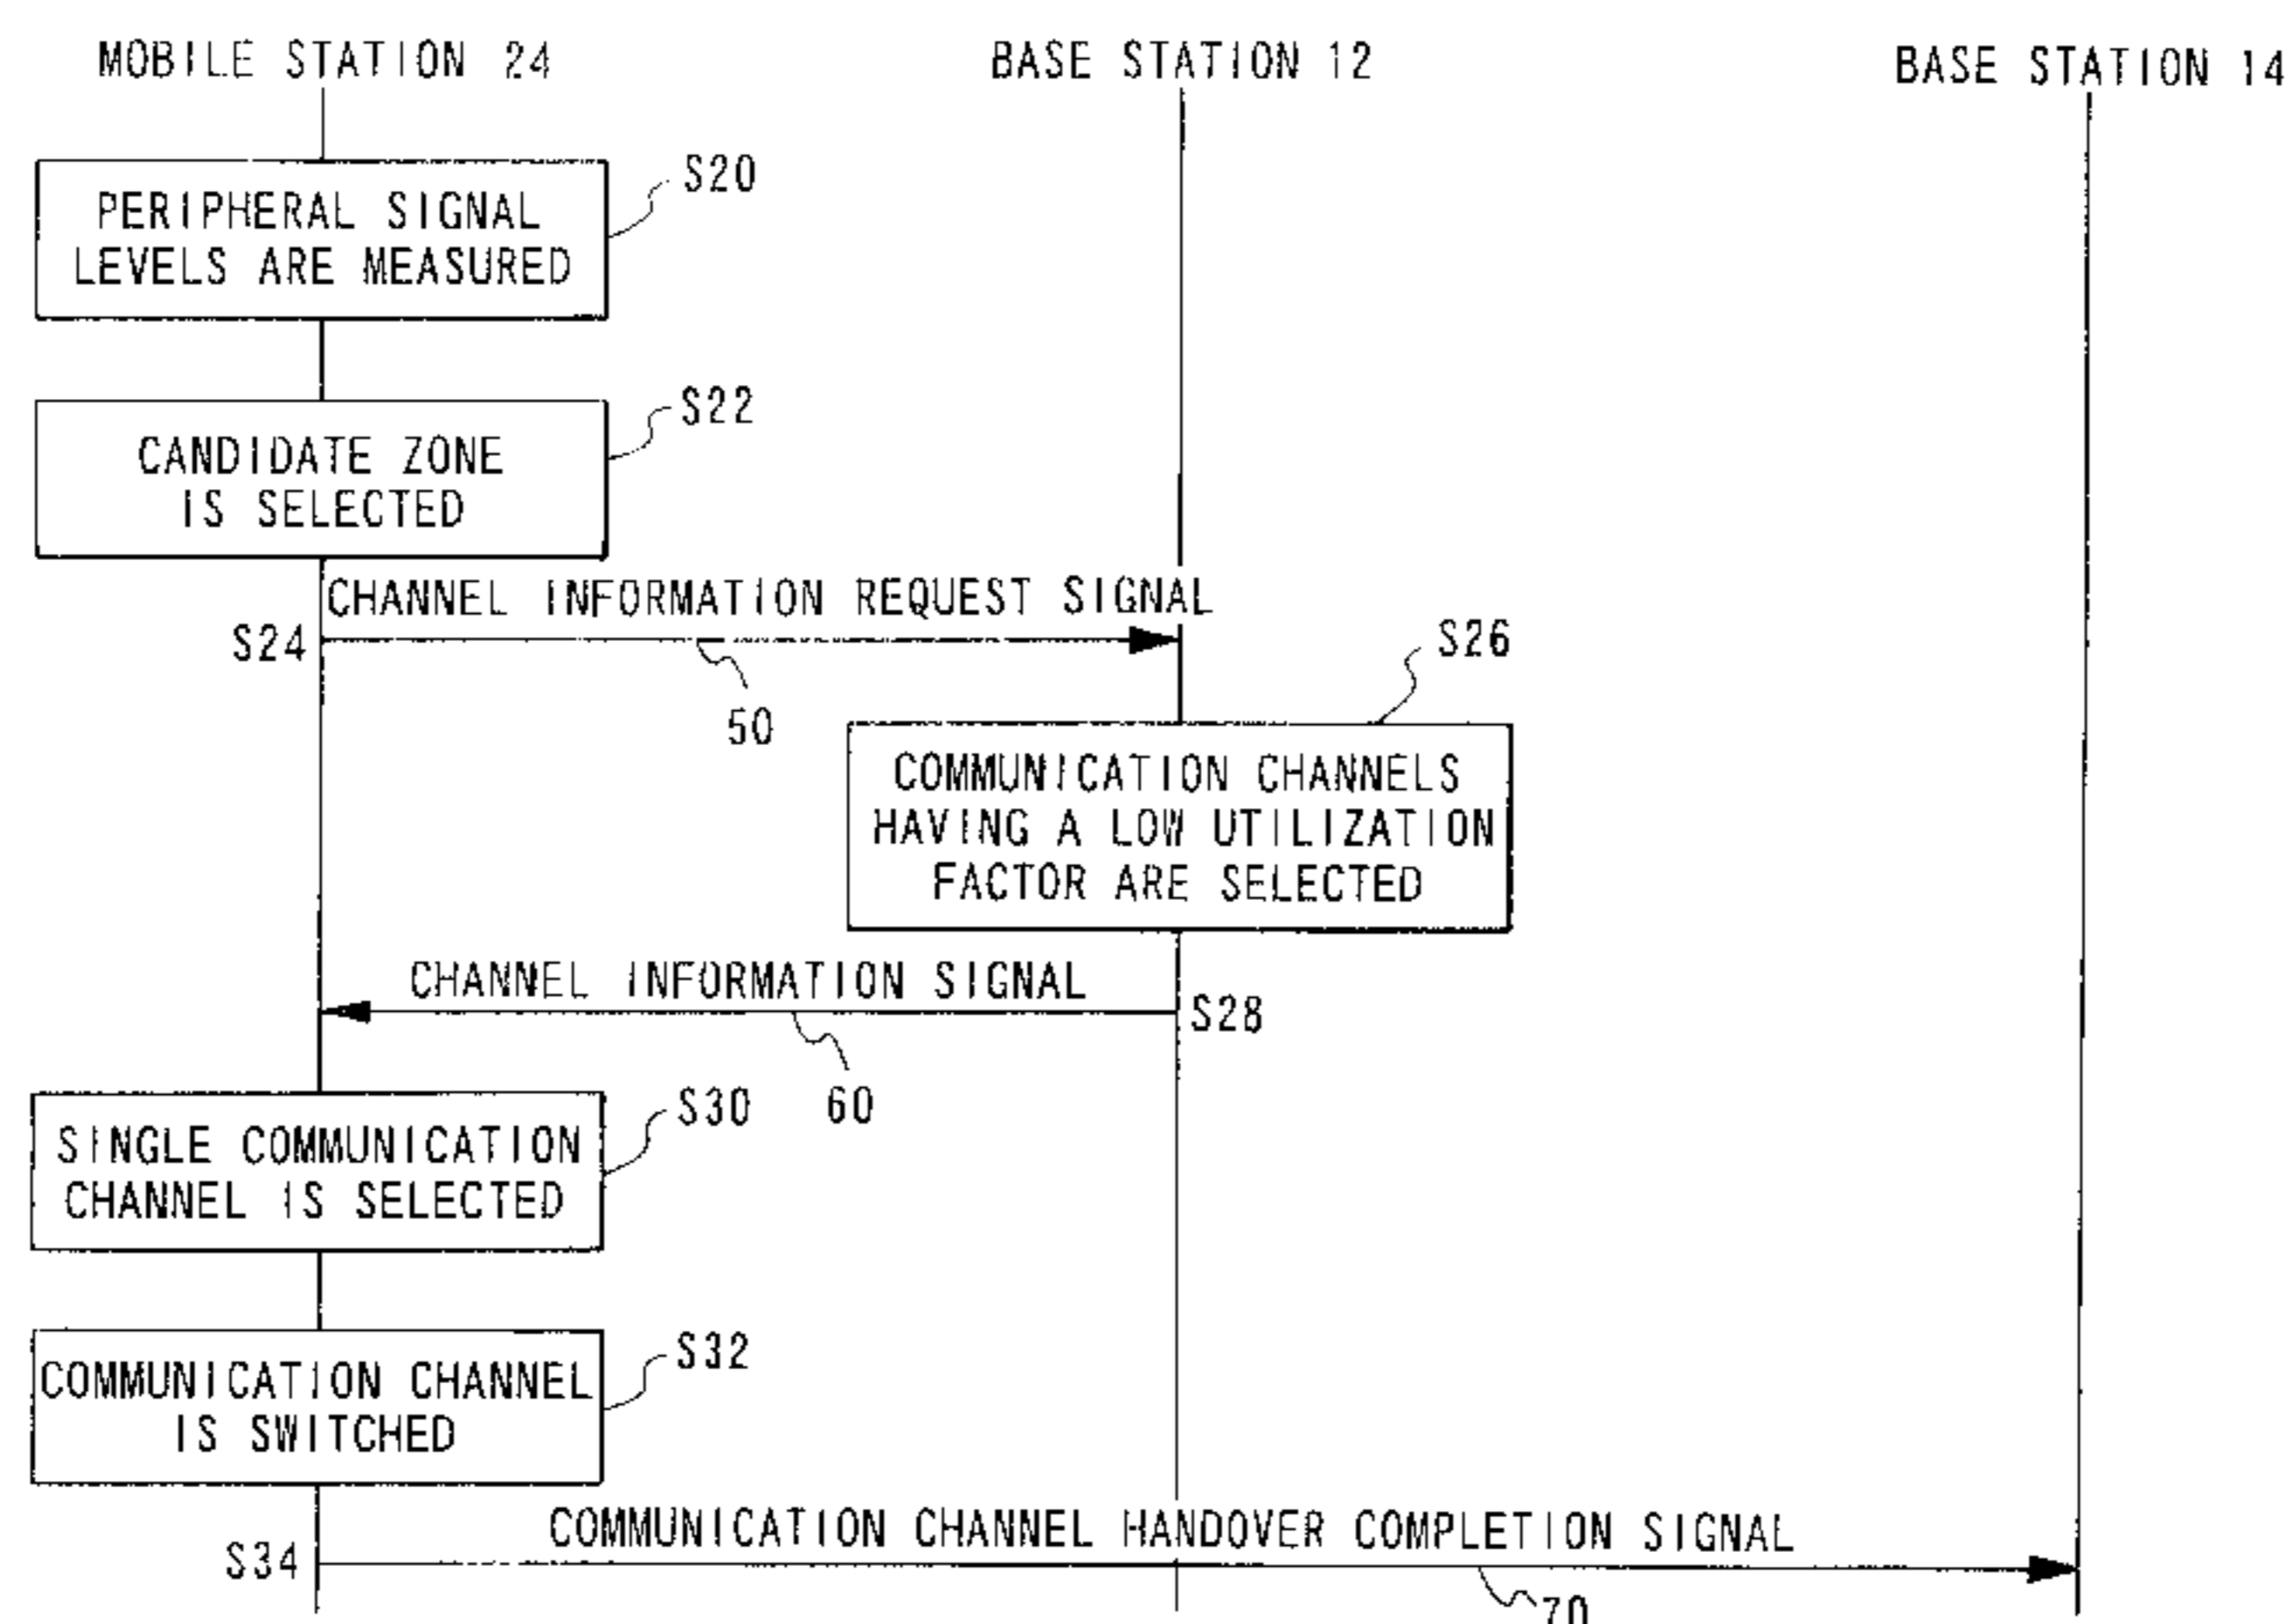 MOBILE STATION 24
BASE STATION 12
BASE STATION 14
PERIPHERAL SIGNAL
LEVELS ARE MEASURED
S20
CANDIDATE ZONE
IS SELECTED
S22
CHANNEL INFORMATION REQUEST SIGNAL
S24
50
S26
COMMUNICATION CHANNELS
HAVING A LOW UTILIZATION
FACTOR ARE SELECTED
CHANNEL INFORMATION SIGNAL
S28
60
SINGLE COMMUNICATION
CHANNEL IS SELECTED
S30
COMMUNICATION CHANNEL
IS SWITCHED
S32
COMMUNICATION CHANNEL HANDOVER COMPLETION SIGNAL
S34
70